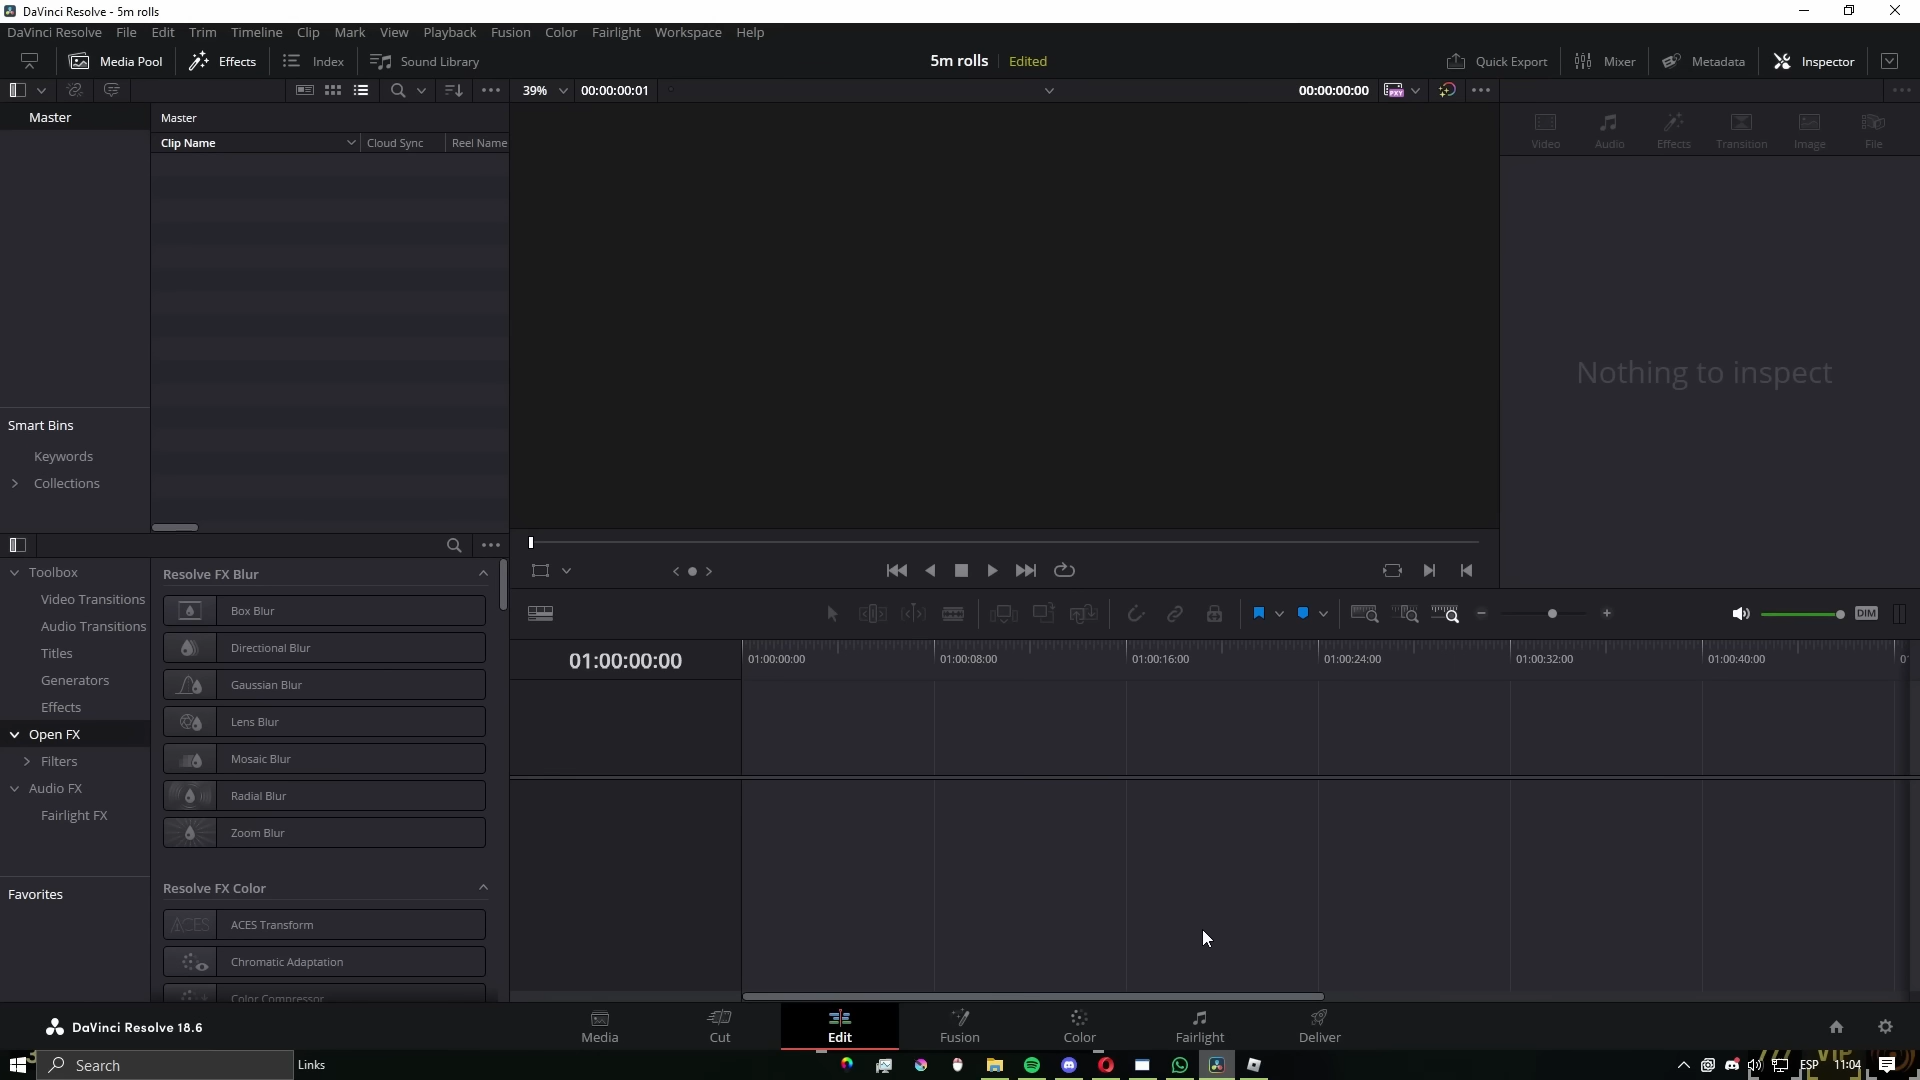 DaVinci Resolve - 5m rolls
DaVinci Resolve File Edit Trim Timeline Clip Mark View Playback Fusion Color Fairlight Workspace Help
Media Pool Effects Index Sound Library 5m rolls Edited Quick Export Mixer Metadata Inspector
39% 00:00:00:01 00:00:00:00
Master
Master
Clip Name Cloud Sync Reel Name
Video Audio Effects Transition Image File
Nothing to inspect
Smart Bins
Keywords
Collections
Toolbox
Video Transitions
Audio Transitions
Titles
Generators
Effects
Open FX
Filters
Audio FX
Fairlight FX
Favorites
Resolve FX Blur
Box Blur
Directional Blur
Gaussian Blur
Lens Blur
Mosaic Blur
Radial Blur
Zoom Blur
Resolve FX Color
ACES Transform
Chromatic Adaptation
Color Compressor
DIM
01:00:00:00
01:00:00:00 01:00:08:00 01:00:16:00 01:00:24:00 01:00:32:00 01:00:40:00
DaVinci Resolve 18.6
Media Cut Edit Fusion Color Fairlight Deliver
Search Links ESP 11:04